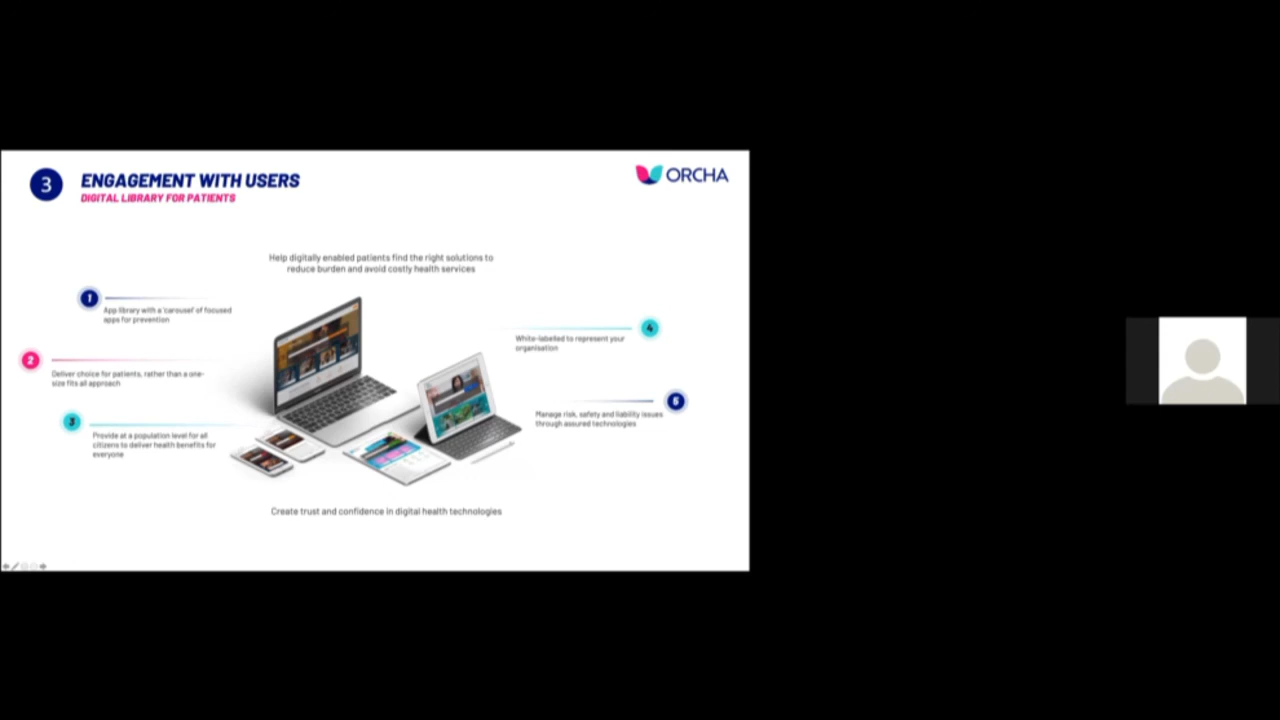 3
ENGAGEMENT WITH USERS
DIGITAL LIBRARY FOR PATIENTS
ORCHA
Help digitally enabled patients find the right solutions to
reduce burden and avoid costly health services
1
App library with a 'carousel' of focused
apps for prevention
2
Deliver choice for patients, rather than a one-
size fits all approach
3
Provide at a population level for all
citizens to deliver health benefits for
everyone
4
White-labelled to represent your
organisation
5
Manage risk, safety and liability issues
through assured technologies
Create trust and confidence in digital health technologies